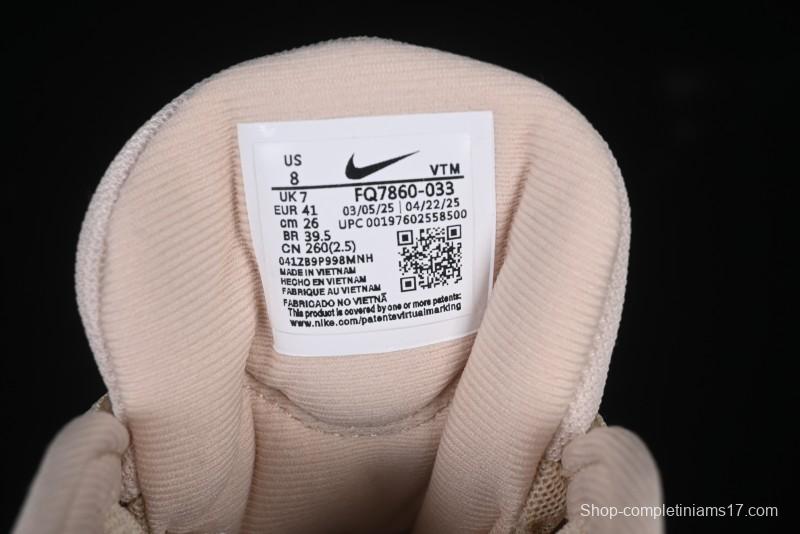 US
8
VTM
UK 7
FQ7860-033
EUR 41
03/05/25 | 04/22/25
cm 26
UPC 00197602558500
BR 39.5
CN 260(2.5)
041ZB9P998MNH
MADE IN VIETNAM
HECHO EN VIETNAM
FABRIQUE AU VIETNAM
FABRICADO NO VIETNÃ
This product is covered by one or more patents:
www.nike.com/patentsvirtualmarking
Shop-completiniams17.com